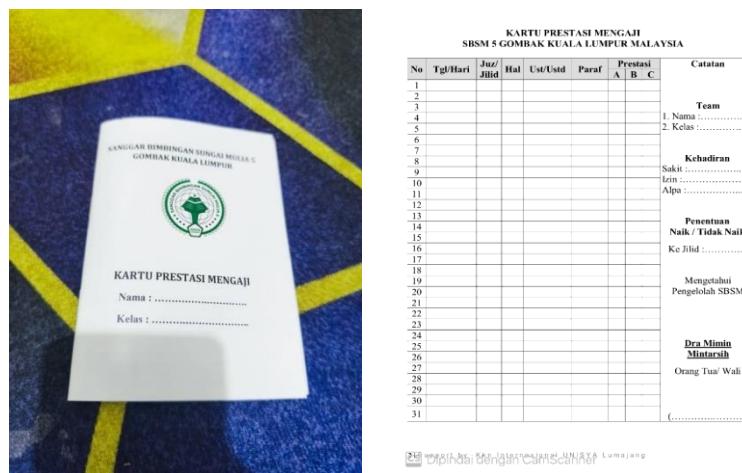 SANGGAR BIMBINGAN SUNGAI MULIA 5
GOMBAK KUALA LUMPUR
KARTU PRESTASI MENGAJI
Nama : ............................
Kelas : ............................
KARTU PRESTASI MENGAJI
SBSM 5 GOMBAK KUALA LUMPUR MALAYSIA
No Tgl/Hari Juz/ Jilid Hal Ust/Ustd Paraf Prestasi Catatan
A B C
1
2
3
4
5
6
7
8
9
10
11
12
13
14
15
16
17
18
19
20
21
22
23
24
25
26
27
28
29
30
31
Team
1. Nama :.............
2. Kelas :.............
Kehadiran
Sakit :.................
Izin :..................
Alpa :.................
Penentuan
Naik / Tidak Naik
Ke Jilid :...........
Mengetahui
Pengelolah SBSM
Dra Mimin
Mintarsih
Orang Tua/ Wali
(.....................
Internasional UNISYA Lumajang
Dipindai dengan CamScanner